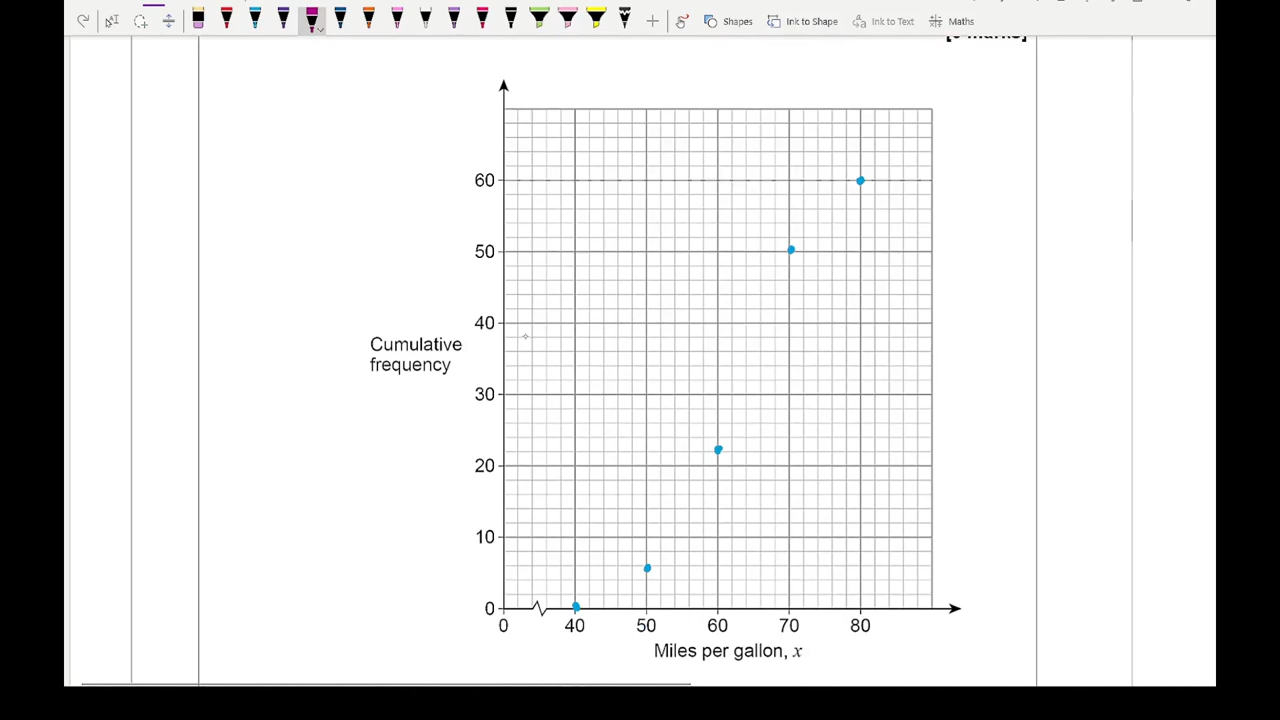 Shapes Ink to Shape Ink to Text Maths
60
50
40
Cumulative
frequency
30
20
10
0
0 40 50 60 70 80
Miles per gallon, x